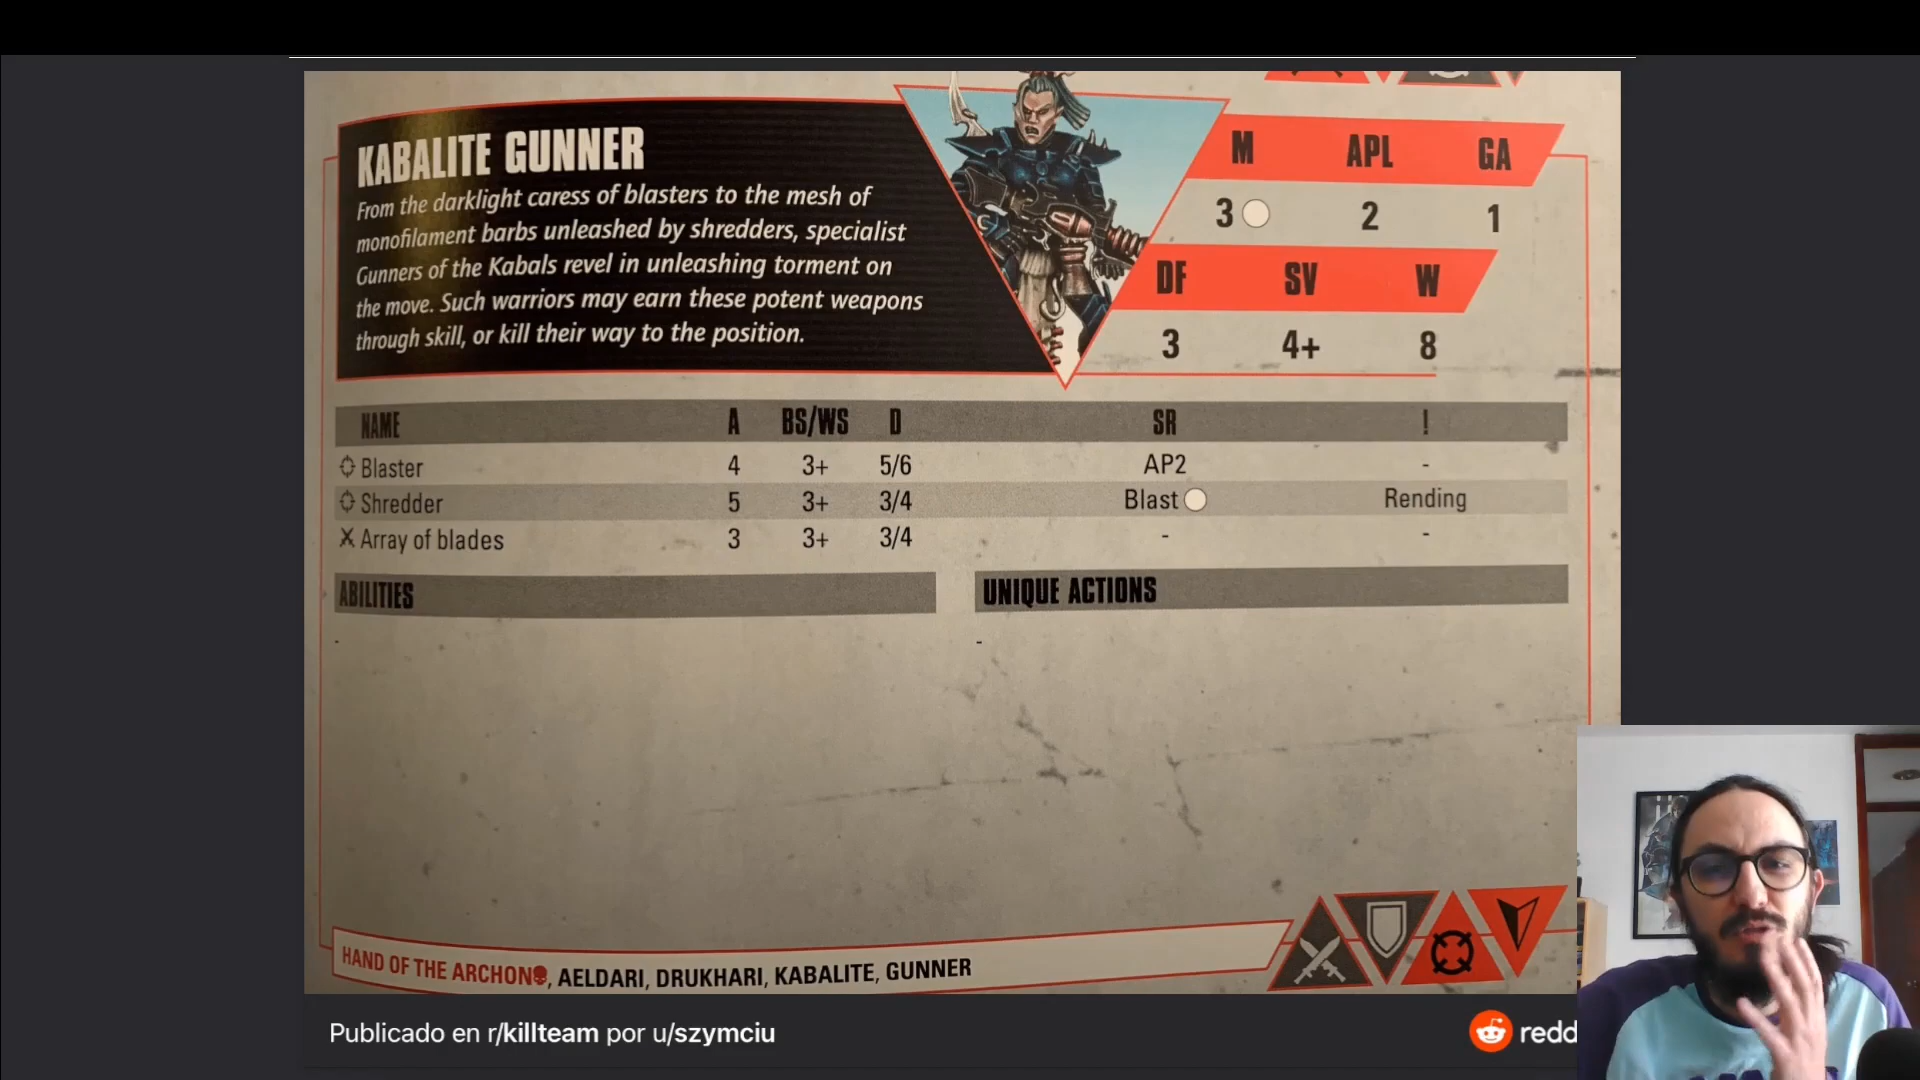 KABALITE GUNNER
From the darklight caress of blasters to the mesh of
monofilament barbs unleashed by shredders, specialist
Gunners of the Kabals revel in unleashing torment on
the move. Such warriors may earn these potent weapons
through skill, or kill their way to the position.
M APL GA
3 2 1
DF SV W
3 4+ 8
NAME A BS/WS D SR !
Blaster 4 3+ 5/6 AP2 -
Shredder 5 3+ 3/4 Blast Rending
Array of blades 3 3+ 3/4 - -
ABILITIES UNIQUE ACTIONS
- -
HAND OF THE ARCHON, AELDARI, DRUKHARI, KABALITE, GUNNER
Publicado en r/killteam por u/szymciu
redd